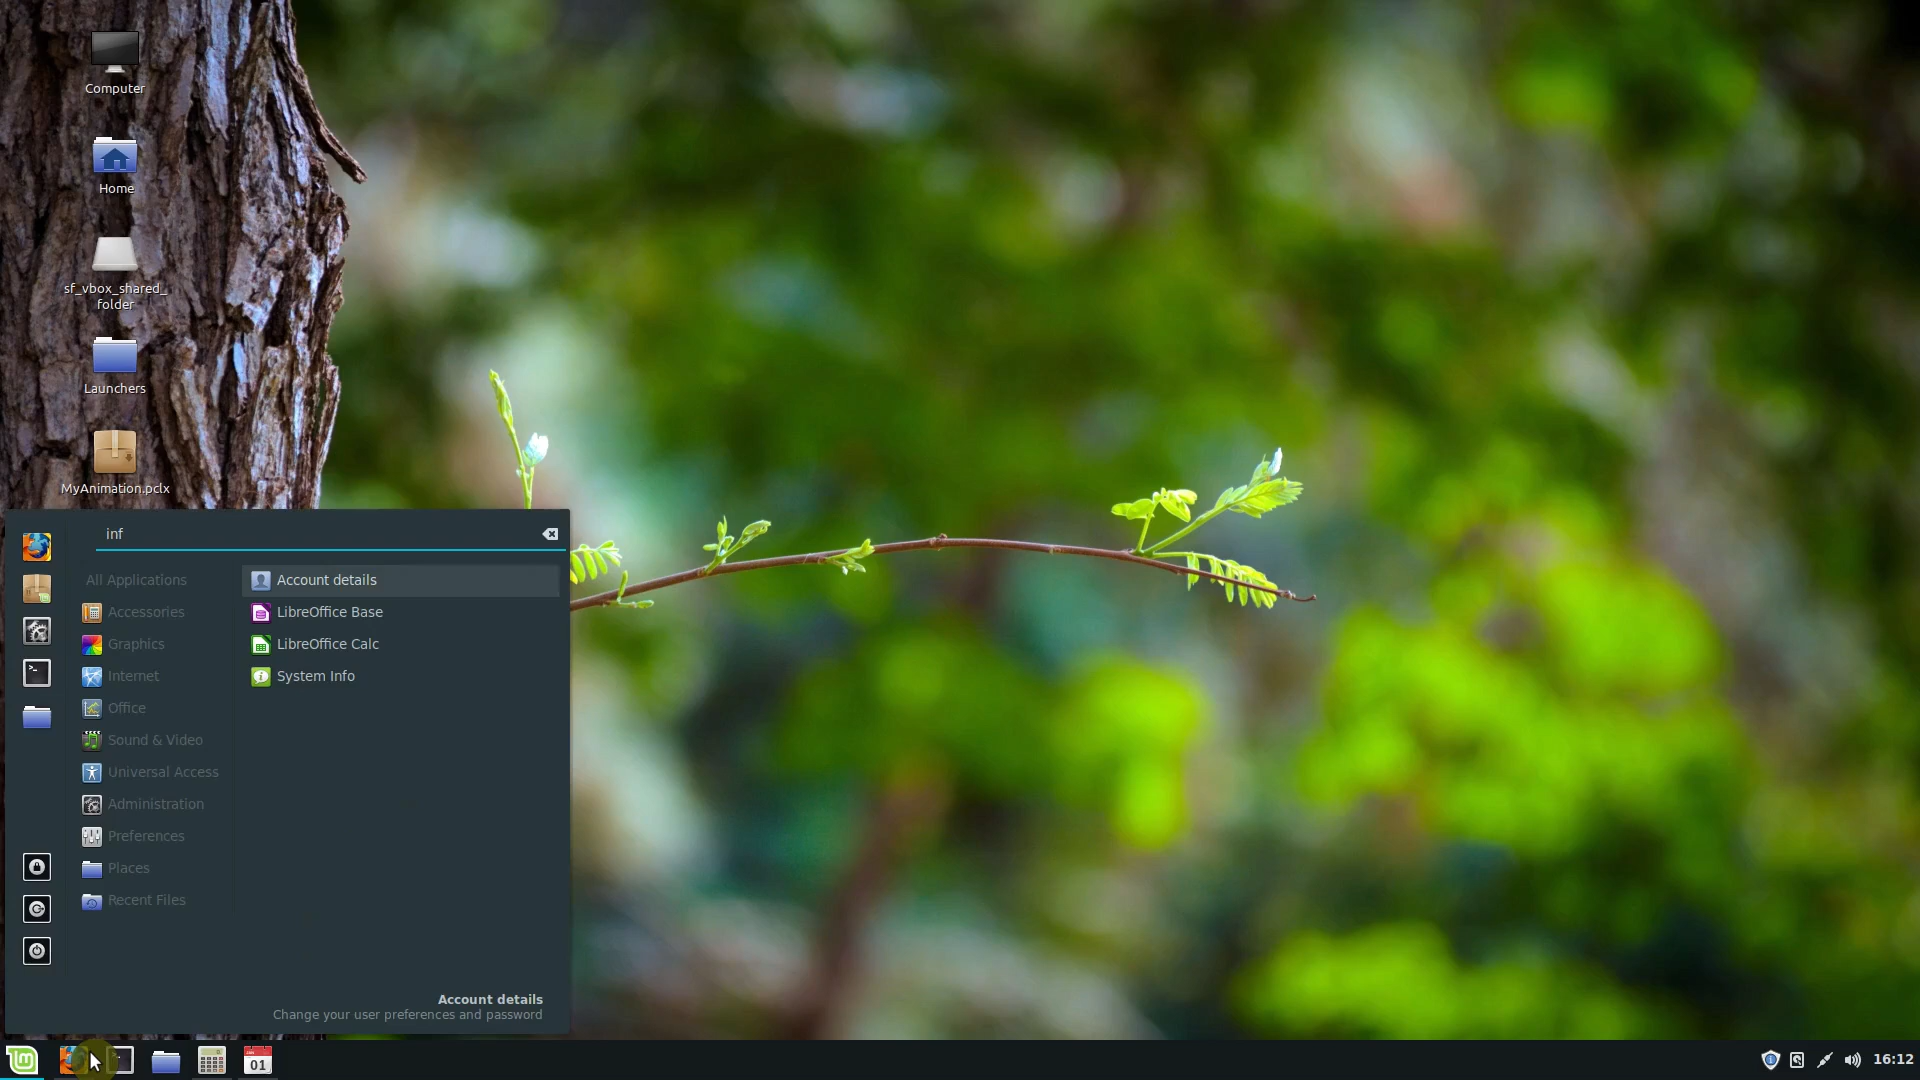 Computer
Home
sf_vbox_shared_
folder
Launchers
MyAnimation.pclx
inf
All Applications
Accessories
Graphics
Internet
Office
Sound & Video
Universal Access
Administration
Preferences
Places
Recent Files
Account details
LibreOffice Base
LibreOffice Calc
System Info
Account details
Change your user preferences and password
01
16:12